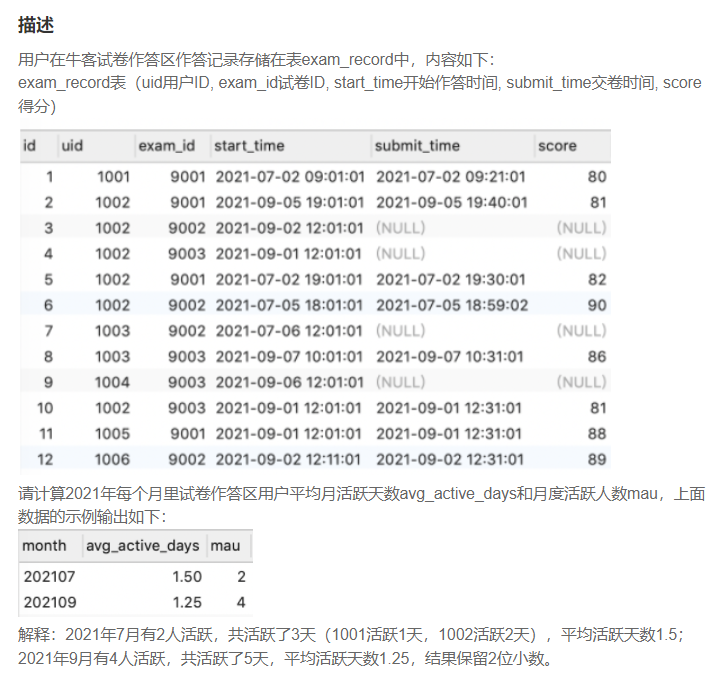 描述
用户在牛客试卷作答区作答记录存储在表exam_record中，内容如下：
exam_record表（uid用户ID, exam_id试卷ID, start_time开始作答时间, submit_time交卷时间, score
得分）
id uid exam_id start_time submit_time score
1 1001 9001 2021-07-02 09:01:01 2021-07-02 09:21:01 80
2 1002 9001 2021-09-05 19:01:01 2021-09-05 19:40:01 81
3 1002 9002 2021-09-02 12:01:01 (NULL) (NULL)
4 1002 9003 2021-09-01 12:01:01 (NULL) (NULL)
5 1002 9001 2021-07-02 19:01:01 2021-07-02 19:30:01 82
6 1002 9002 2021-07-05 18:01:01 2021-07-05 18:59:02 90
7 1003 9002 2021-07-06 12:01:01 (NULL) (NULL)
8 1003 9003 2021-09-07 10:01:01 2021-09-07 10:31:01 86
9 1004 9003 2021-09-06 12:01:01 (NULL) (NULL)
10 1002 9003 2021-09-01 12:01:01 2021-09-01 12:31:01 81
11 1005 9001 2021-09-01 12:01:01 2021-09-01 12:31:01 88
12 1006 9002 2021-09-02 12:11:01 2021-09-02 12:31:01 89
请计算2021年每个月里试卷作答区用户平均月活跃天数avg_active_days和月度活跃人数mau，上面
数据的示例输出如下：
month avg_active_days mau
202107 1.50 2
202109 1.25 4
解释：2021年7月有2人活跃，共活跃了3天（1001活跃1天，1002活跃2天），平均活跃天数1.5；
2021年9月有4人活跃，共活跃了5天，平均活跃天数1.25，结果保留2位小数。